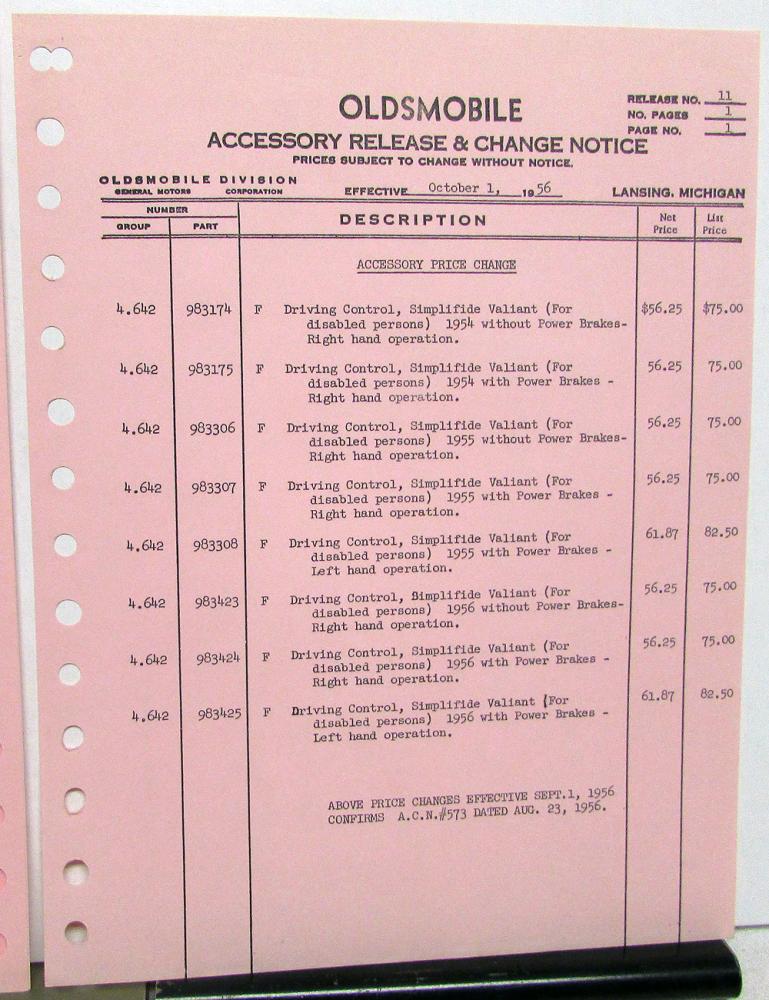 OLDSMOBILE
ACCESSORY RELEASE & CHANGE NOTICE
PRICES SUBJECT TO CHANGE WITHOUT NOTICE.
RELEASE NO. 11
NO. PAGES 1
PAGE NO. 1
OLDSMOBILE DIVISION
GENERAL MOTORS CORPORATION
EFFECTIVE October 1, 1956
LANSING, MICHIGAN
NUMBER
GROUP PART DESCRIPTION Net Price List Price
ACCESSORY PRICE CHANGE
4.642 983174 F Driving Control, Simplifide Valiant (For $56.25 $75.00
disabled persons) 1954 without Power Brakes-
Right hand operation.
4.642 983175 F Driving Control, Simplifide Valiant (For 56.25 75.00
disabled persons) 1954 with Power Brakes -
Right hand operation.
4.642 983306 F Driving Control, Simplifide Valiant (For 56.25 75.00
disabled persons) 1955 without Power Brakes-
Right hand operation.
4.642 983307 F Driving Control, Simplifide Valiant (For 56.25 75.00
disabled persons) 1955 with Power Brakes -
Right hand operation.
4.642 983308 F Driving Control, Simplifide Valiant (For 61.87 82.50
disabled persons) 1955 with Power Brakes -
Left hand operation.
4.642 983423 F Driving Control, Simplifide Valiant (For 56.25 75.00
disabled persons) 1956 without Power Brakes-
Right hand operation.
4.642 983424 F Driving Control, Simplifide Valiant (For 56.25 75.00
disabled persons) 1956 with Power Brakes -
Right hand operation.
4.642 983425 F Driving Control, Simplifide Valiant (For 61.87 82.50
disabled persons) 1956 with Power Brakes -
Left hand operation.
ABOVE PRICE CHANGES EFFECTIVE SEPT.1, 1956
CONFIRMS A.C.N.#573 DATED AUG. 23, 1956.